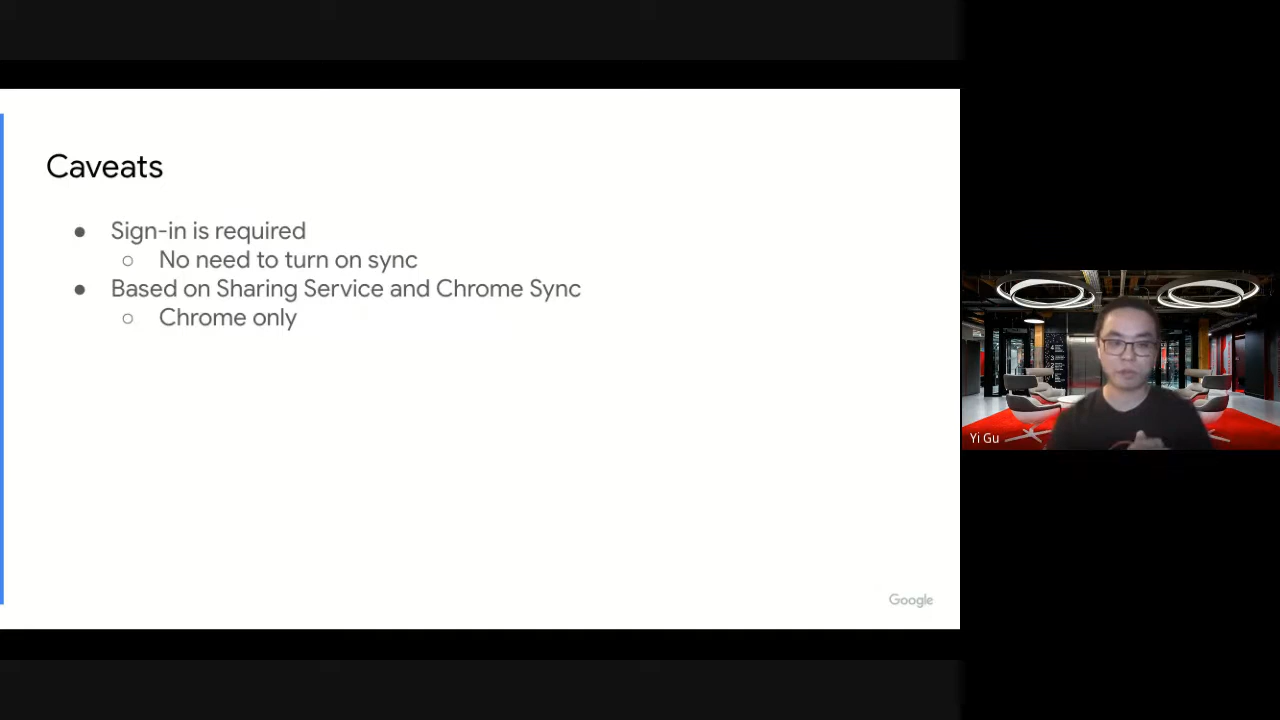 Caveats
● Sign-in is required
○ No need to turn on sync
● Based on Sharing Service and Chrome Sync
○ Chrome only
Google
Yi Gu